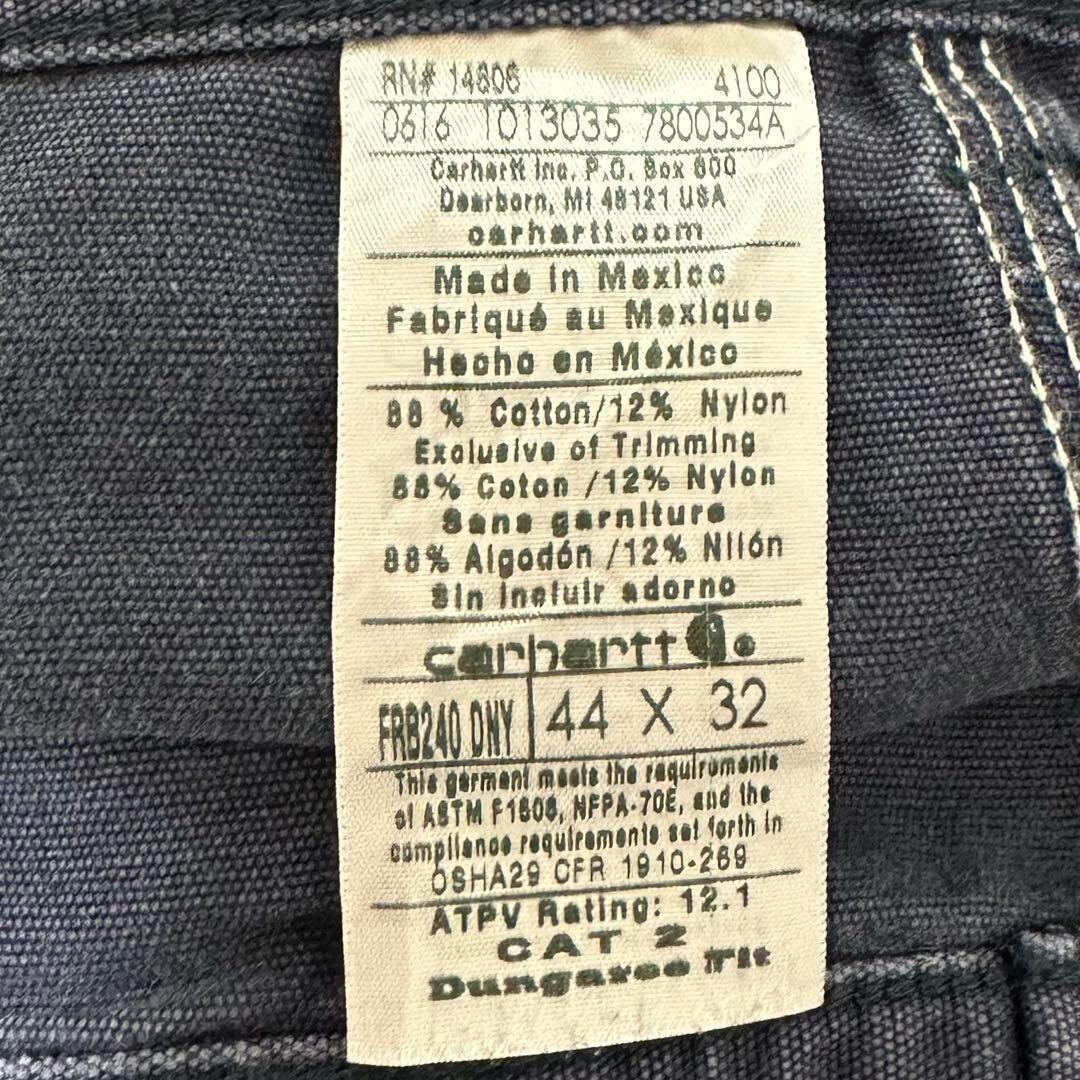 RN# 14806 4100
0616 1013035 7800534A
Carhartt Inc. P.O. Box 600
Dearborn, MI 48121 USA
carhartt.com
Made in Mexico
Fabriqué au Mexique
Hecho en México
88 % Cotton/12% Nylon
Exclusive of Trimming
88% Coton /12% Nylon
Sans garniture
88% Algodón /12% Nilón
Sin incluir adorno
carhartt
FRB240 DNY 44 X 32
This garment meets the requirements
of ASTM F1506, NFPA-70E, and the
compliance requirements set forth in
OSHA29 CFR 1910-269
ATPV Rating: 12.1
CAT 2
Dungaree Fit